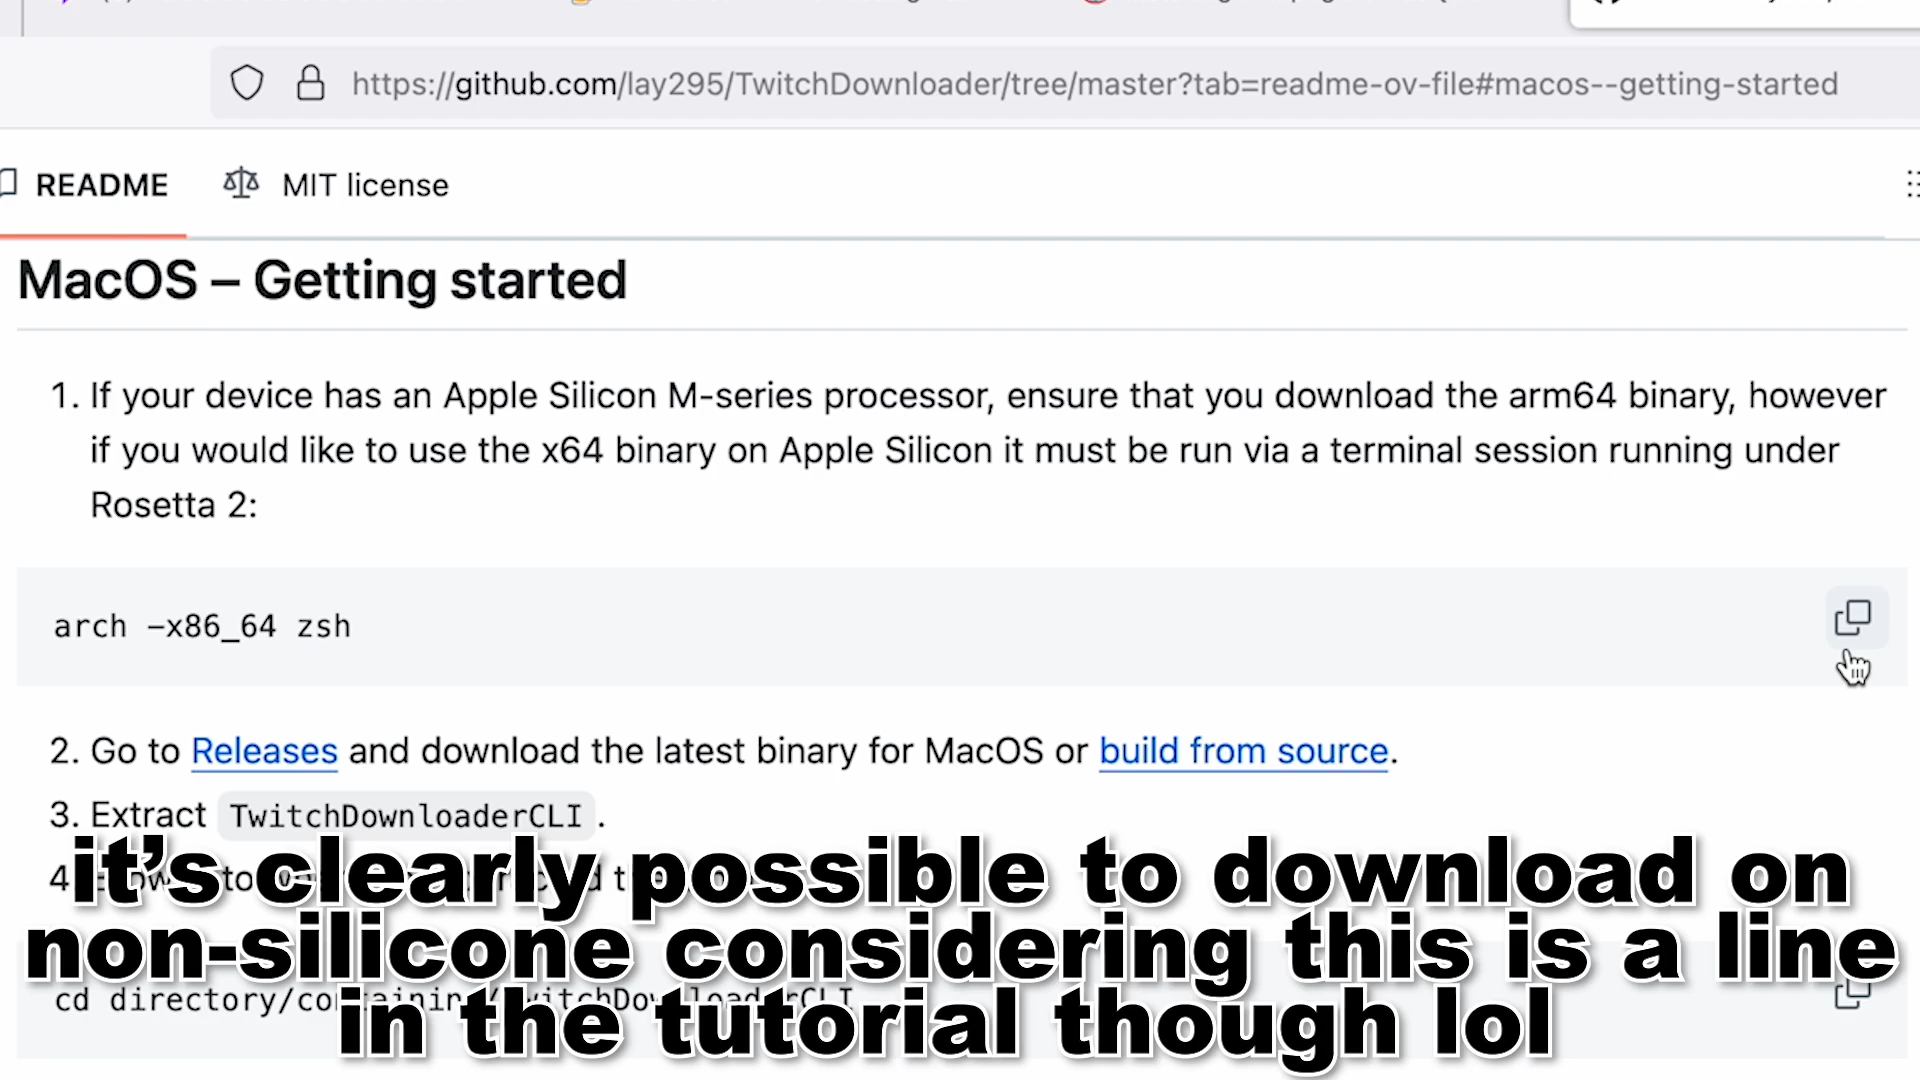 https://github.com/lay295/TwitchDownloader/tree/master?tab=readme-ov-file#macos--getting-started
README MIT license
MacOS – Getting started
1. If your device has an Apple Silicon M-series processor, ensure that you download the arm64 binary, however
if you would like to use the x64 binary on Apple Silicon it must be run via a terminal session running under
Rosetta 2:
arch -x86_64 zsh
2. Go to Releases and download the latest binary for MacOS or build from source.
3. Extract TwitchDownloaderCLI.
it's clearly possible to download on
non-silicone considering this is a line
cd directory/containing/TwitchDownloaderCLI
in the tutorial though lol